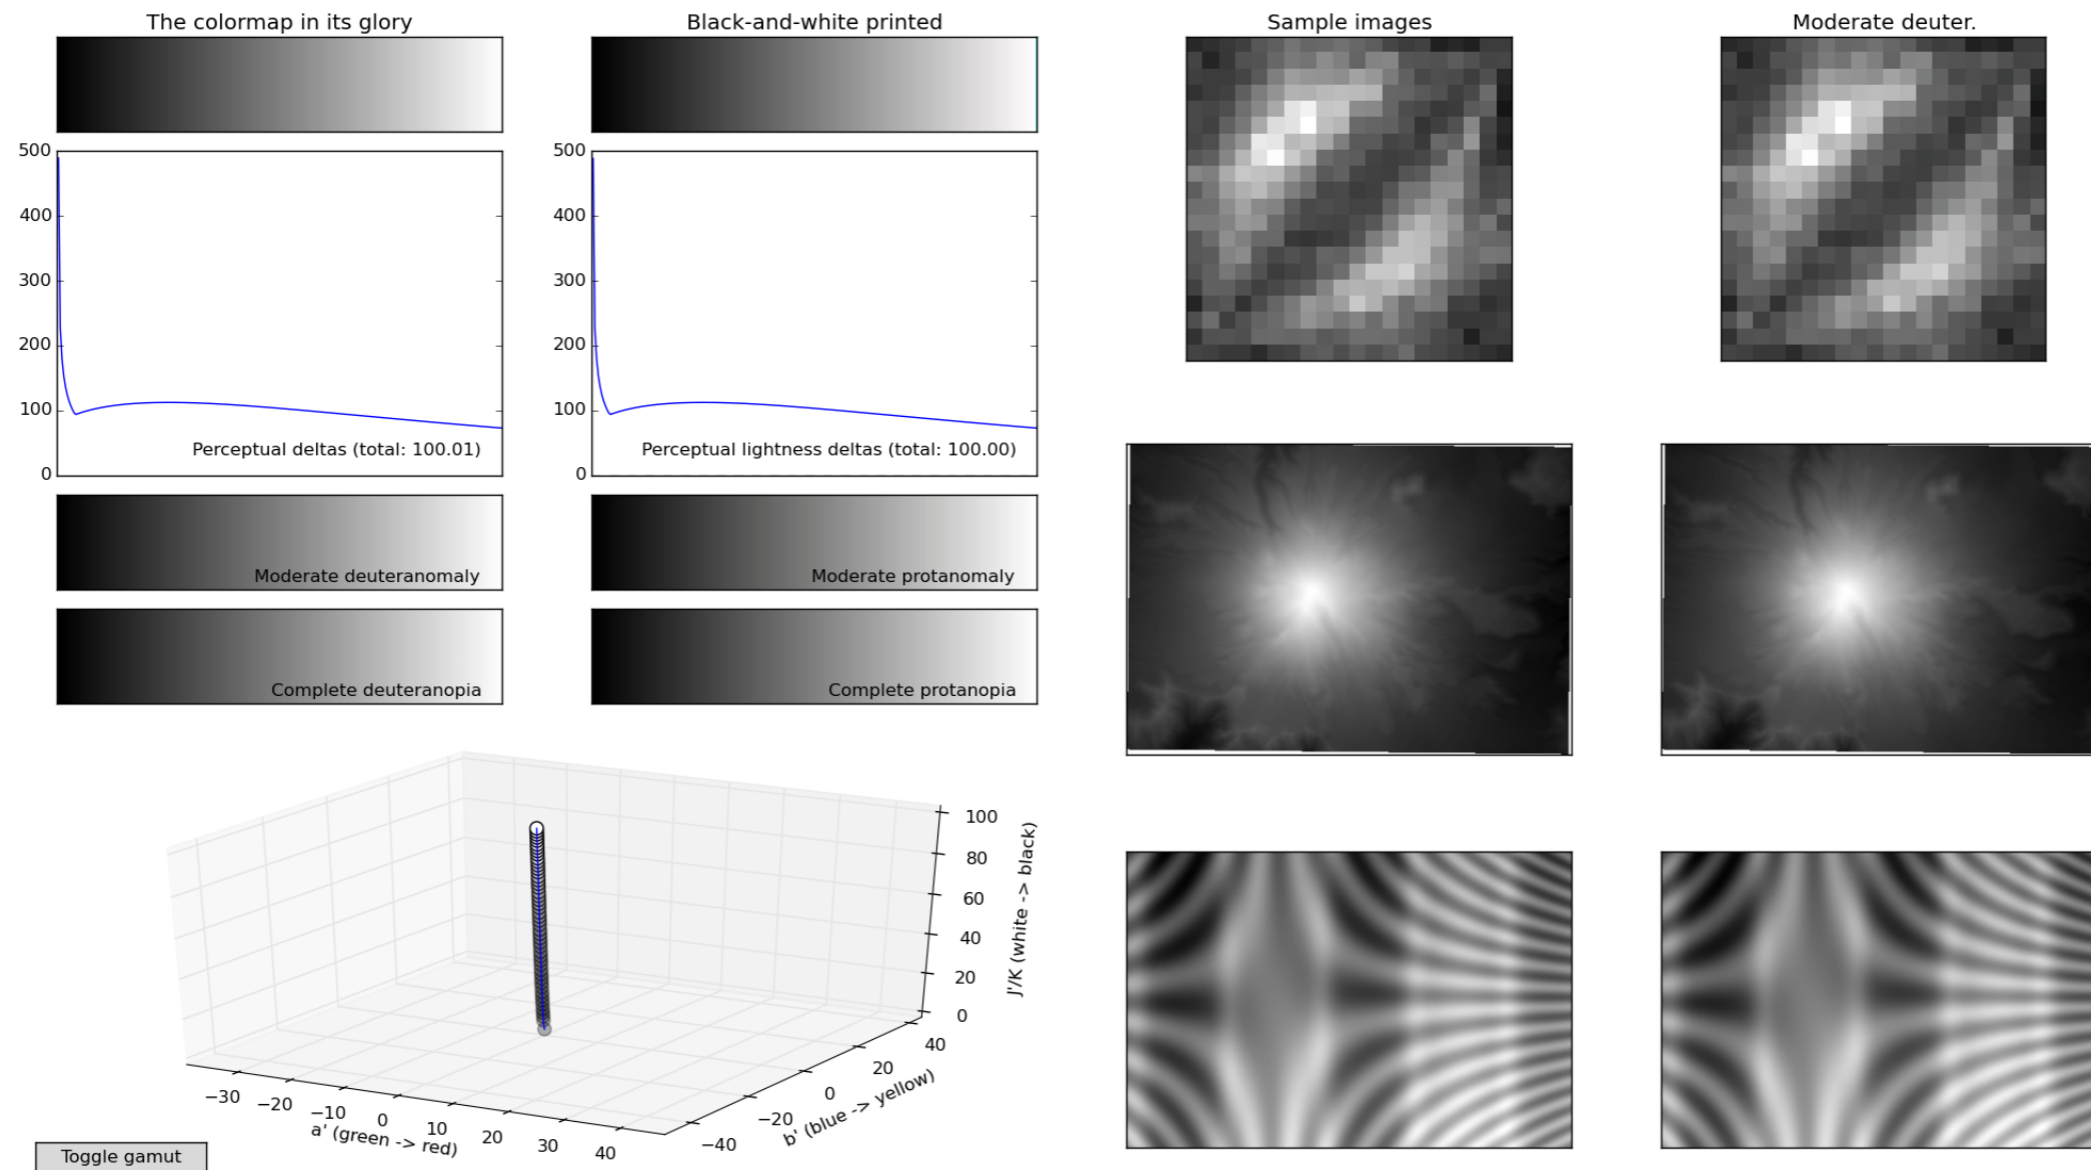 The colormap in its glory
Black-and-white printed
Sample images
Moderate deuter.
500
400
300
200
100
0
Perceptual deltas (total: 100.01)
500
400
300
200
100
0
Perceptual lightness deltas (total: 100.00)
Moderate deuteranomaly
Moderate protanomaly
Complete deuteranopia
Complete protanopia
100
80
60
40
20
0
J'/K (white -> black)
40
20
0
−20
−40
b' (blue -> yellow)
−30
−20
−10
0
10
20
30
40
a' (green -> red)
Toggle gamut